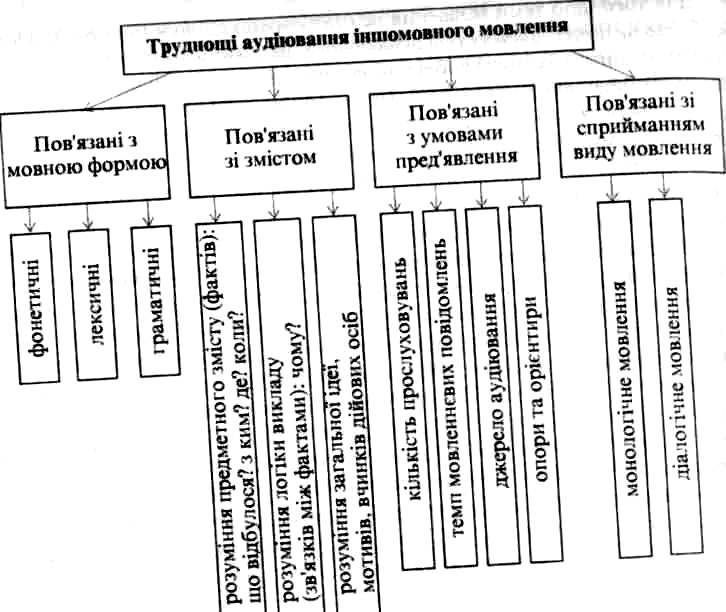 Труднощі аудіювання іншомовного мовлення
Пов'язані з
мовною формою
Пов'язані
зі змістом
Пов'язані
з умовами
пред'явлення
Пов'язані зі
сприйманням
виду мовлення
фонетичні
лексичні
граматичні
розуміння предметного змісту (фактів):
що відбулося? з ким? де? коли?
розуміння логіки викладу
(зв'язків між фактами): чому?
розуміння загальної ідеї,
мотивів, вчинків дійових осіб
кількість прослуховувань
темп мовленнєвих повідомлень
джерело аудіювання
опори та орієнтири
монологічне мовлення
діалогічне мовлення